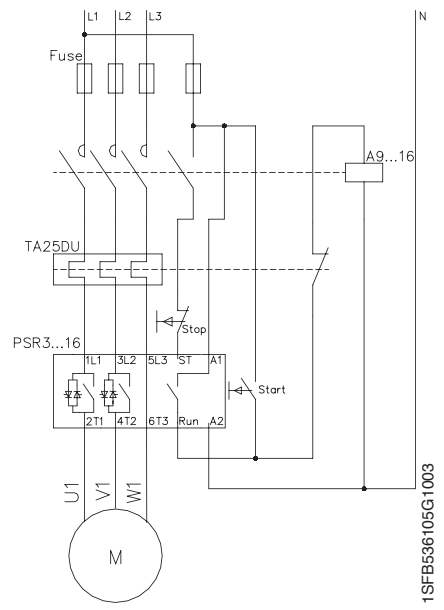 L1 L2 L3 N
Fuse
A9...16
TA25DU
Stop
PSR3...16
1L1 3L2 5L3 ST A1
Start
2T1 4T2 6T3 Run A2
U1 V1 W1
M
1SFB536105G1003